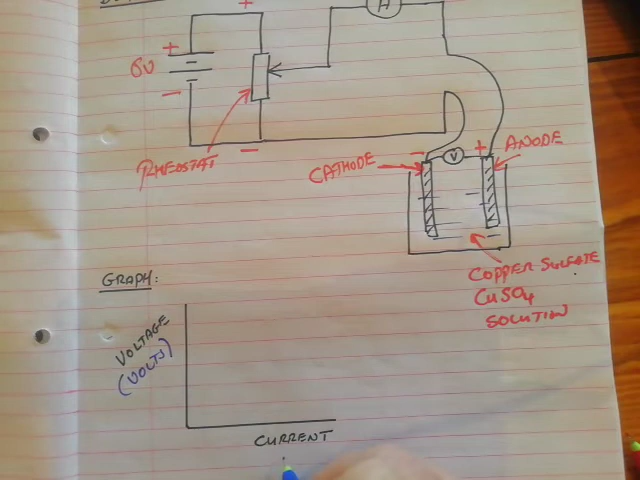 +
A
+
6V
-
RHEOSTAT
-
CATHODE
-
V
+
ANODE
COPPER SULFATE
CuSO4
SOLUTION
GRAPH:
VOLTAGE
(VOLTS)
CURRENT